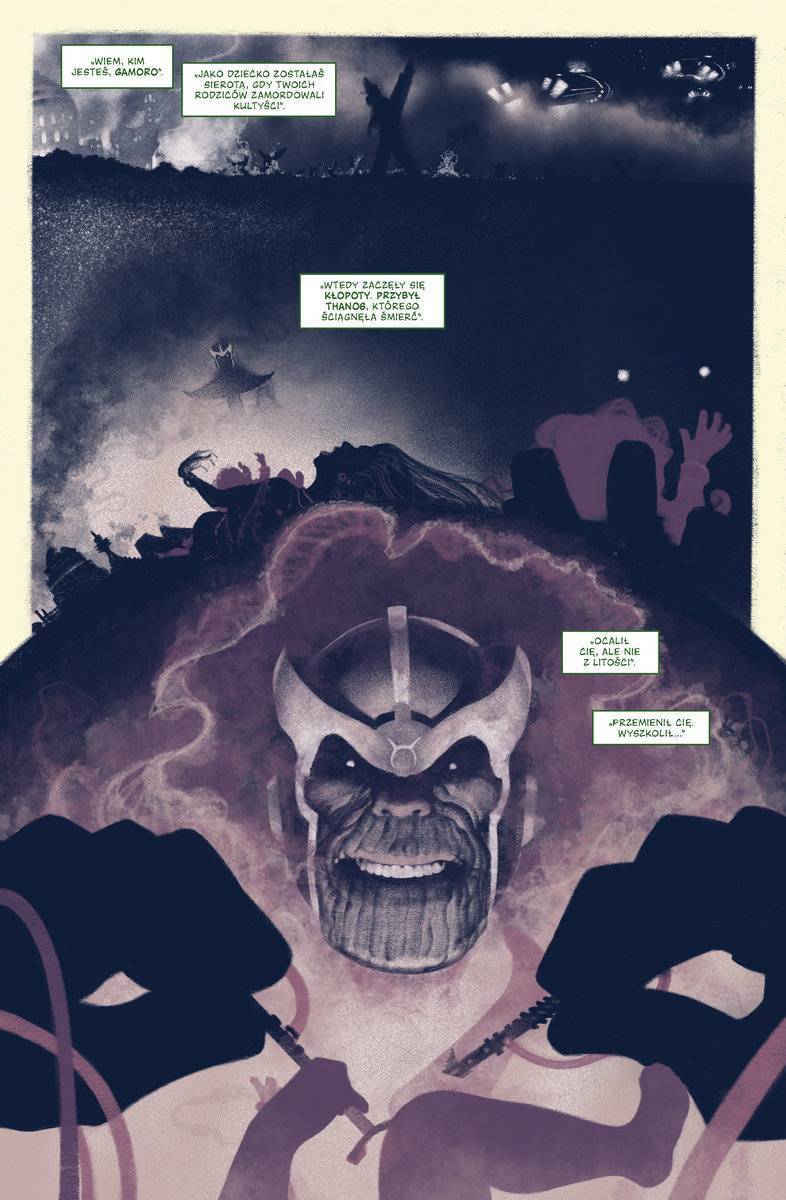 „WIEM, KIM
JESTEŚ, GAMORO”.
„JAKO DZIECKO ZOSTAŁAŚ
SIEROTĄ, GDY TWOICH
RODZICÓW ZAMORDOWALI
KULTYŚCI”.
„WTEDY ZACZĘŁY SIĘ
KŁOPOTY. PRZYBYŁ
THANOS, KTÓREGO
ŚCIĄGNĘŁA ŚMIERĆ”.
„OCALIŁ
CIĘ, ALE NIE
Z LITOŚCI”.
„PRZEMIENIŁ CIĘ.
WYSZKOLIŁ...”